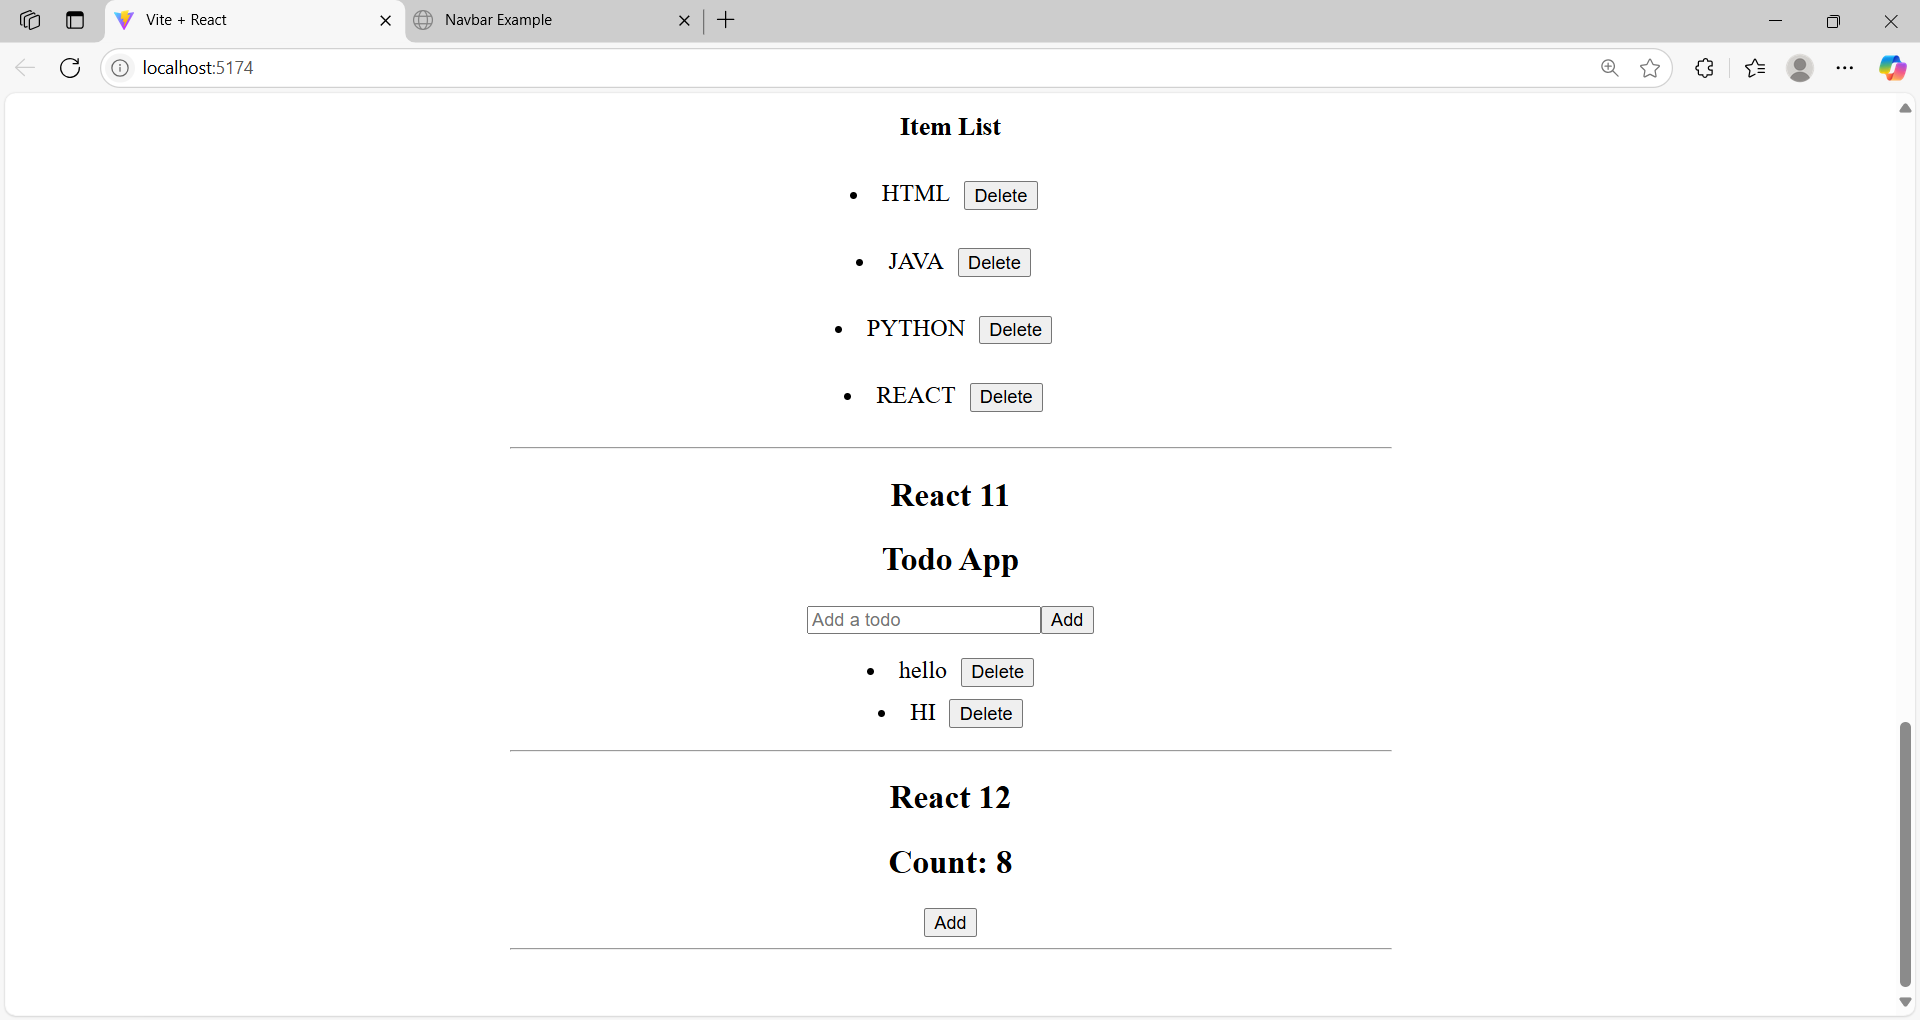 Vite + React
Navbar Example
localhost:5174
Item List
• HTML Delete
• JAVA Delete
• PYTHON Delete
• REACT Delete
React 11
Todo App
Add a todo Add
• hello Delete
• HI Delete
React 12
Count: 8
Add